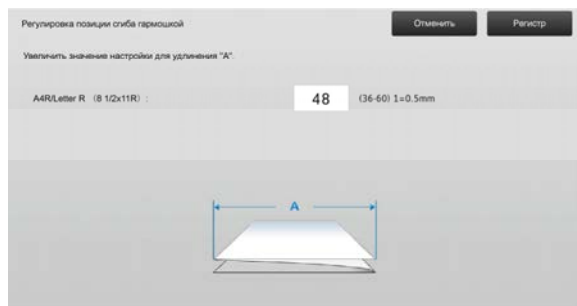 Регулировка позиции сгиба гармошкой
Отменить
Регистр
Увеличить значение настройки для удлинения "A".
A4R/Letter R (8 1/2x11R) :
48
(36-60) 1=0.5mm
A